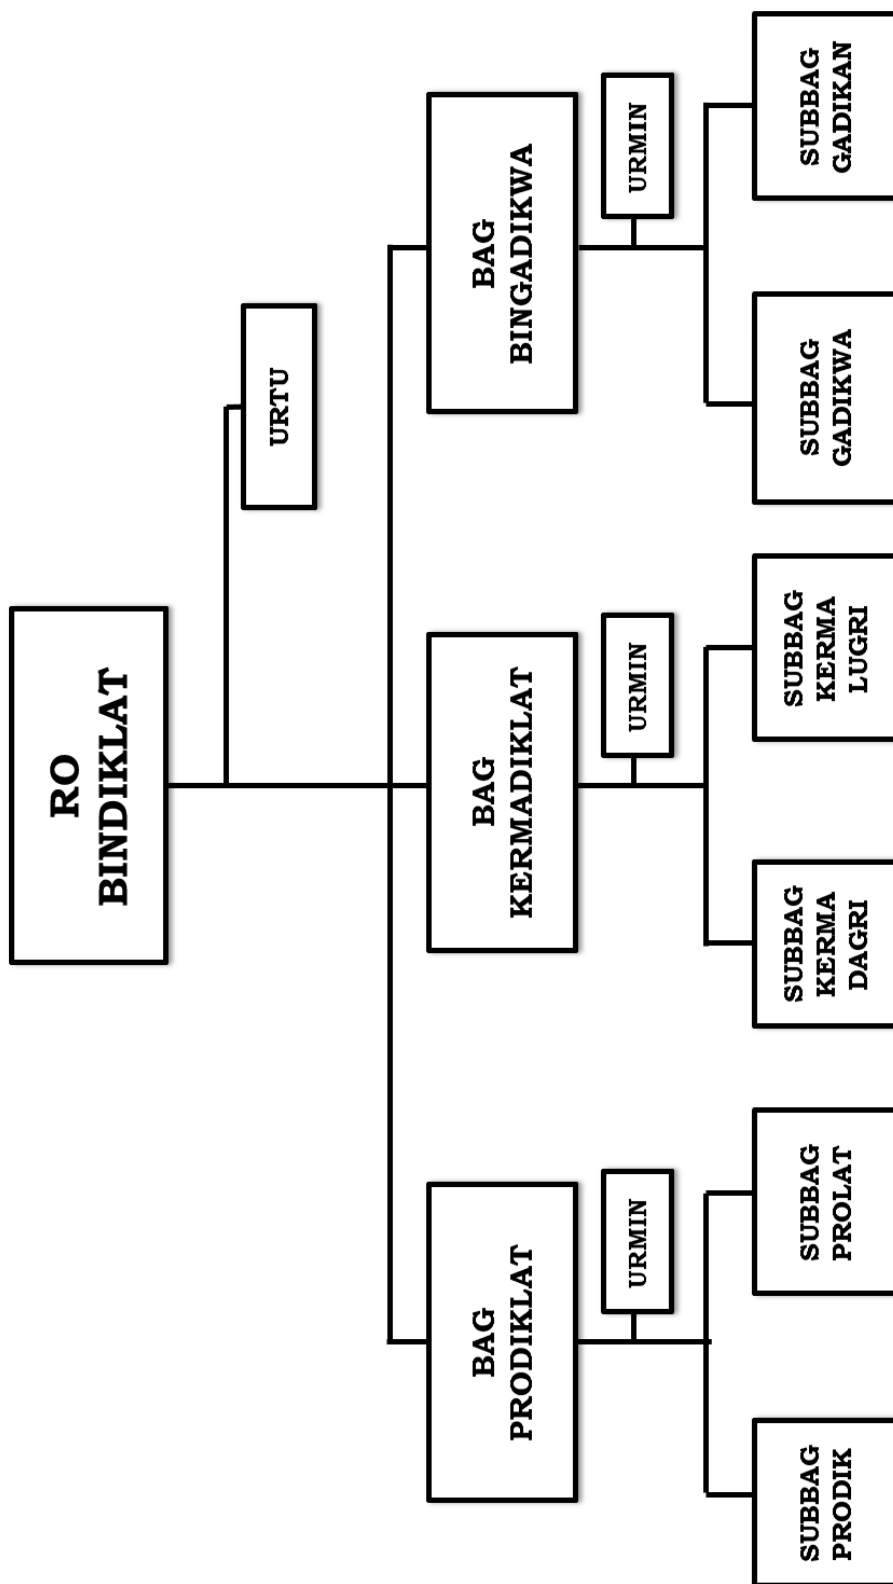 RO
BINDIKLAT
URTU
BAG
PRODIKLAT
BAG
KERMADIKLAT
BAG
BINGADIKWA
URMIN
URMIN
URMIN
SUBBAG
PRODIK
SUBBAG
PROLAT
SUBBAG
KERMA
DAGRI
SUBBAG
KERMA
LUGRI
SUBBAG
GADIKWA
SUBBAG
GADIKAN